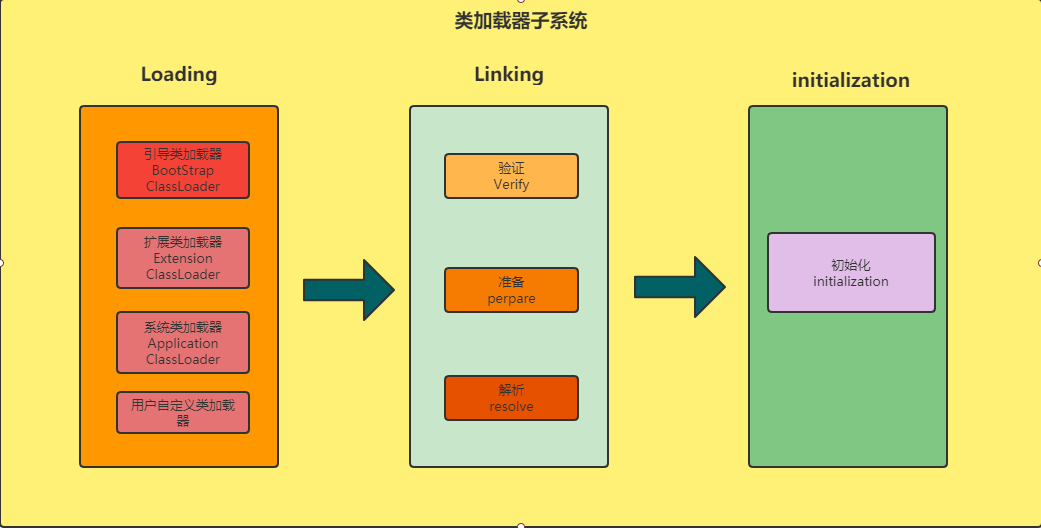 类加载器子系统
Loading
引导类加载器
BootStrap
ClassLoader
扩展类加载器
Extension
ClassLoader
系统类加载器
Application
ClassLoader
用户自定义类加载
器
Linking
验证
Verify
准备
perpare
解析
resolve
initialization
初始化
initialization